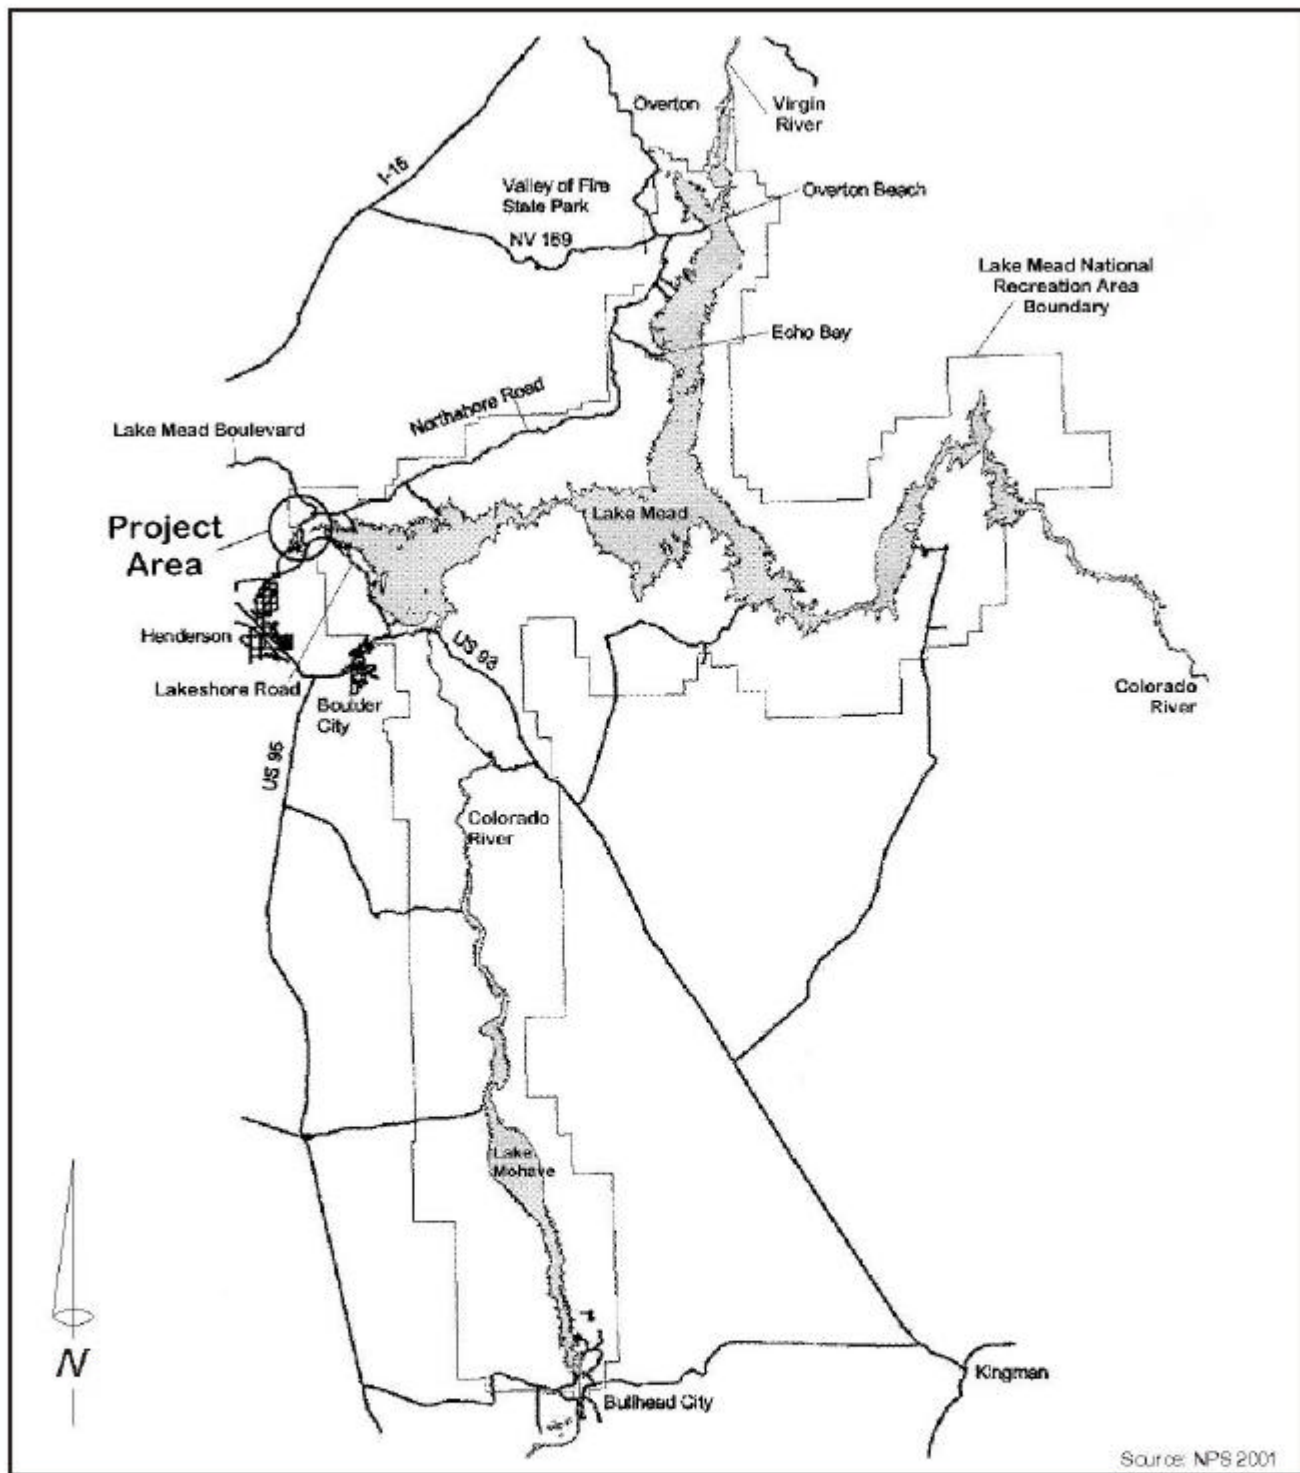 Overton
Virgin
River
I-15
Valley of Fire
State Park
NV 169
Overton Beach
Lake Mead National
Recreation Area
Boundary
Echo Bay
Northshore Road
Lake Mead Boulevard
Project
Area
Lake Mead
Henderson
US 93
Lakeshore Road
Boulder
City
Colorado
River
US 95
Colorado
River
Lake
Mohave
N
Kingman
Bullhead City
Source: NPS 2001